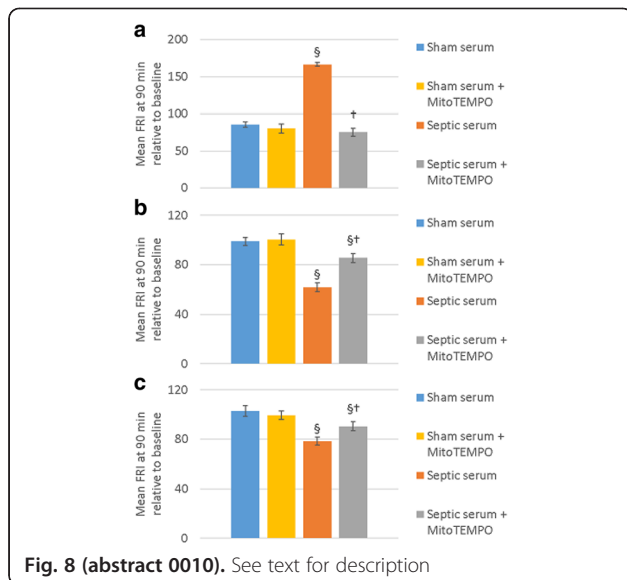 a
Mean FRI at 90 min
relative to baseline
200
150
100
50
0
§
†
Sham serum
Sham serum +
MitoTEMPO
Septic serum
Septic serum +
MitoTEMPO
b
Mean FRI at 90 min
relative to baseline
120
80
40
0
§
§†
Sham serum
Sham serum +
MitoTEMPO
Septic serum
Septic serum +
MitoTEMPO
c
Mean FRI at 90 min
relative to baseline
120
80
40
0
§
§†
Sham serum
Sham serum +
MitoTEMPO
Septic serum
Septic serum +
MitoTEMPO
Fig. 8 (abstract 0010). See text for description